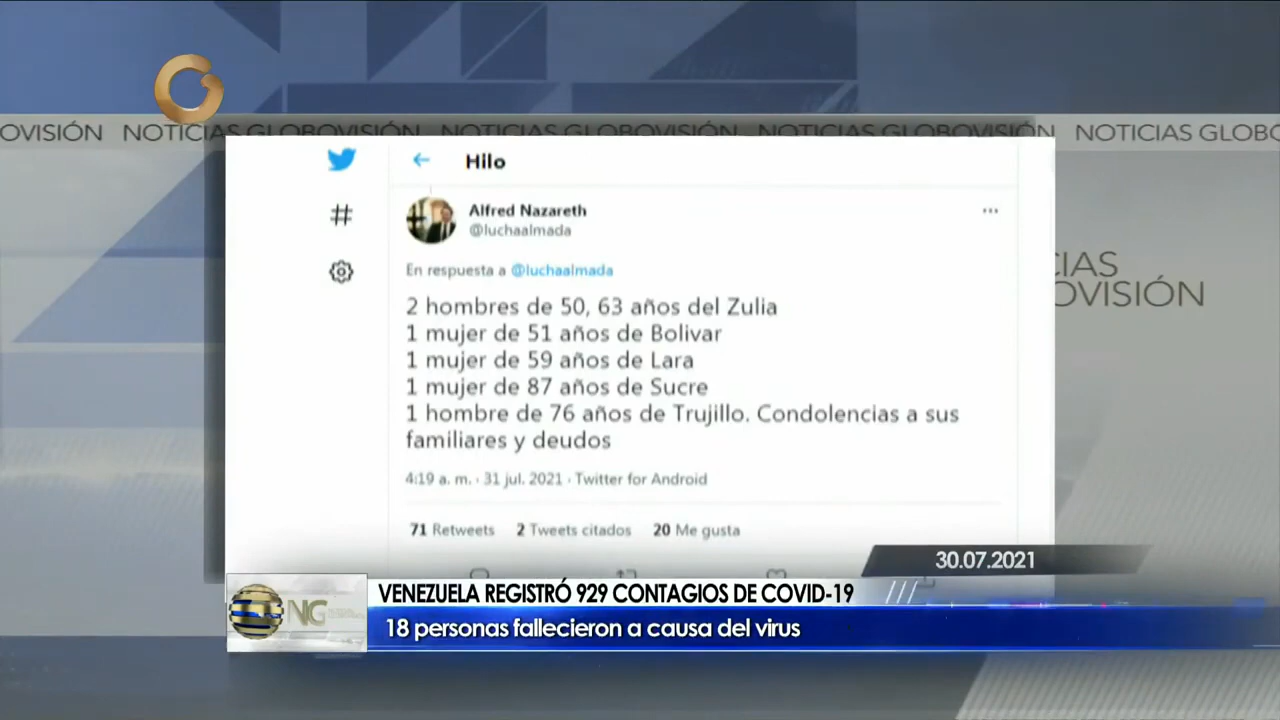 OVISIÓN NOTICIAS GLOBOVISIÓN NOTICIAS GLOBOVISIÓN NOTICIAS GLOBOVISIÓN NOTICIAS GLOBO
CIAS
OVISIÓN
Hilo
Alfred Nazareth
@luchaalmada
En respuesta a @luchaalmada
2 hombres de 50, 63 años del Zulia
1 mujer de 51 años de Bolivar
1 mujer de 59 años de Lara
1 mujer de 87 años de Sucre
1 hombre de 76 años de Trujillo. Condolencias a sus
familiares y deudos
4:19 a. m. · 31 jul. 2021 · Twitter for Android
71 Retweets 2 Tweets citados 20 Me gusta
30.07.2021
VENEZUELA REGISTRÓ 929 CONTAGIOS DE COVID-19
NG
18 personas fallecieron a causa del virus